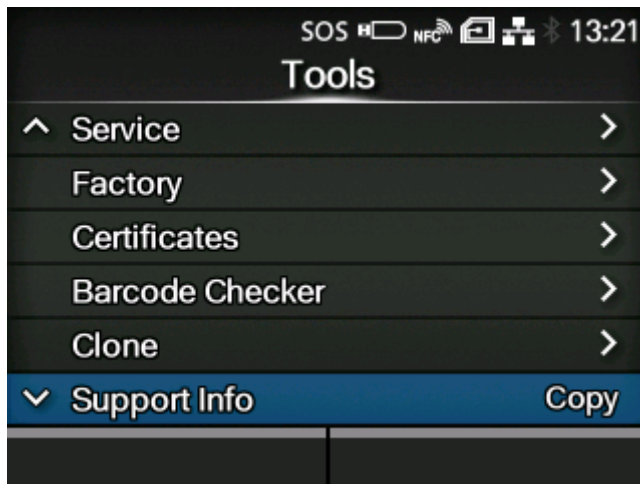 SOS NFC 13:21
Tools
Service
Factory
Certificates
Barcode Checker
Clone
Support Info Copy